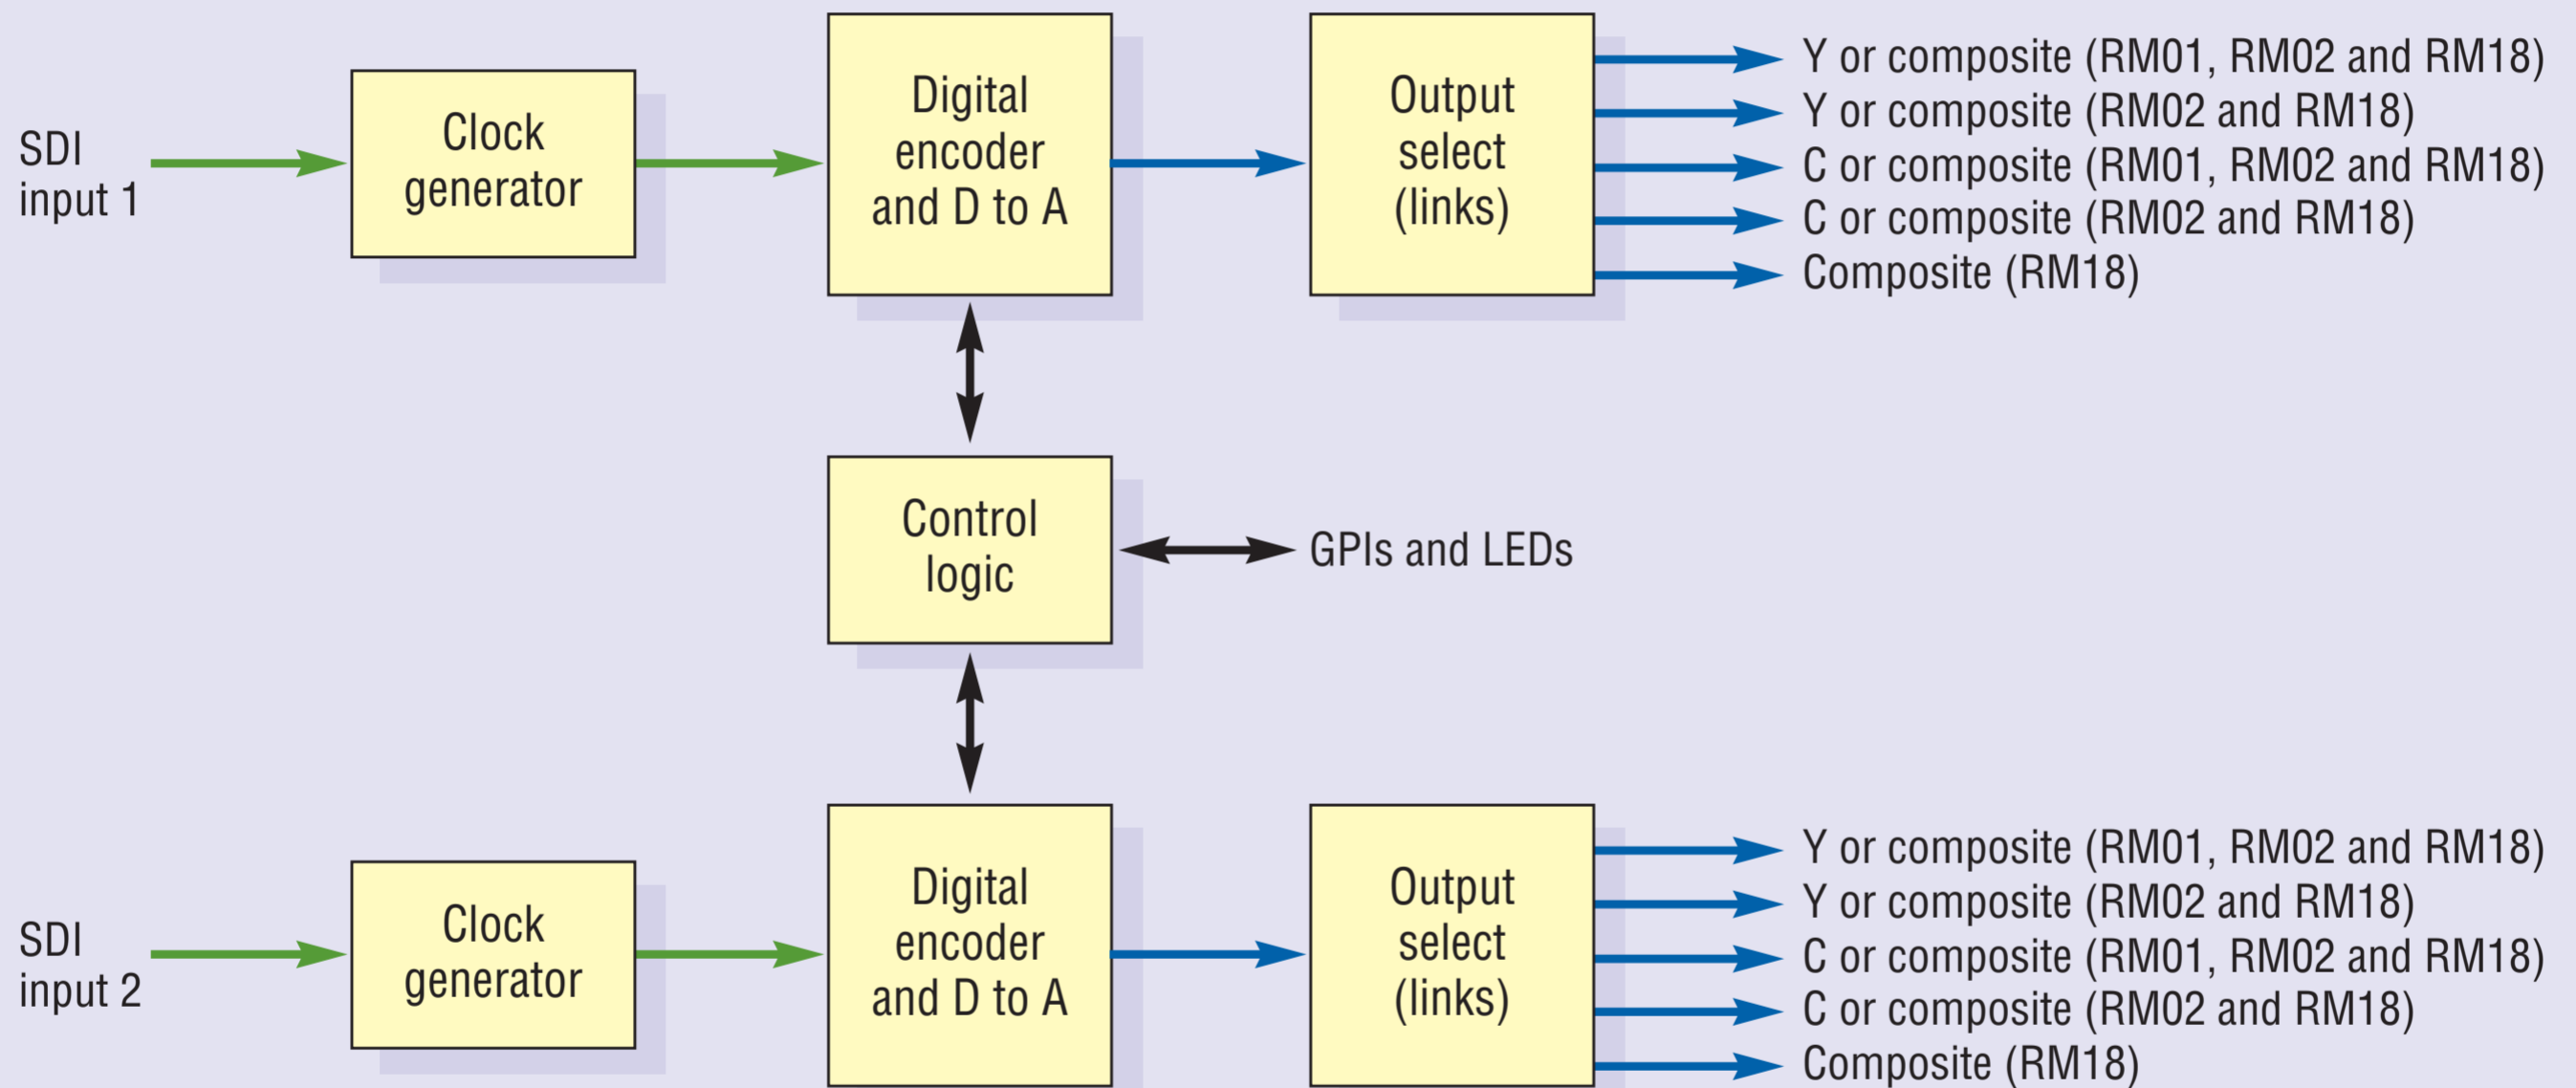 SDI
input 1
Clock
generator
Digital
encoder
and D to A
Output
select
(links)
Y or composite (RM01, RM02 and RM18)
Y or composite (RM02 and RM18)
C or composite (RM01, RM02 and RM18)
C or composite (RM02 and RM18)
Composite (RM18)
Control
logic
GPIs and LEDs
SDI
input 2
Clock
generator
Digital
encoder
and D to A
Output
select
(links)
Y or composite (RM01, RM02 and RM18)
Y or composite (RM02 and RM18)
C or composite (RM01, RM02 and RM18)
C or composite (RM02 and RM18)
Composite (RM18)